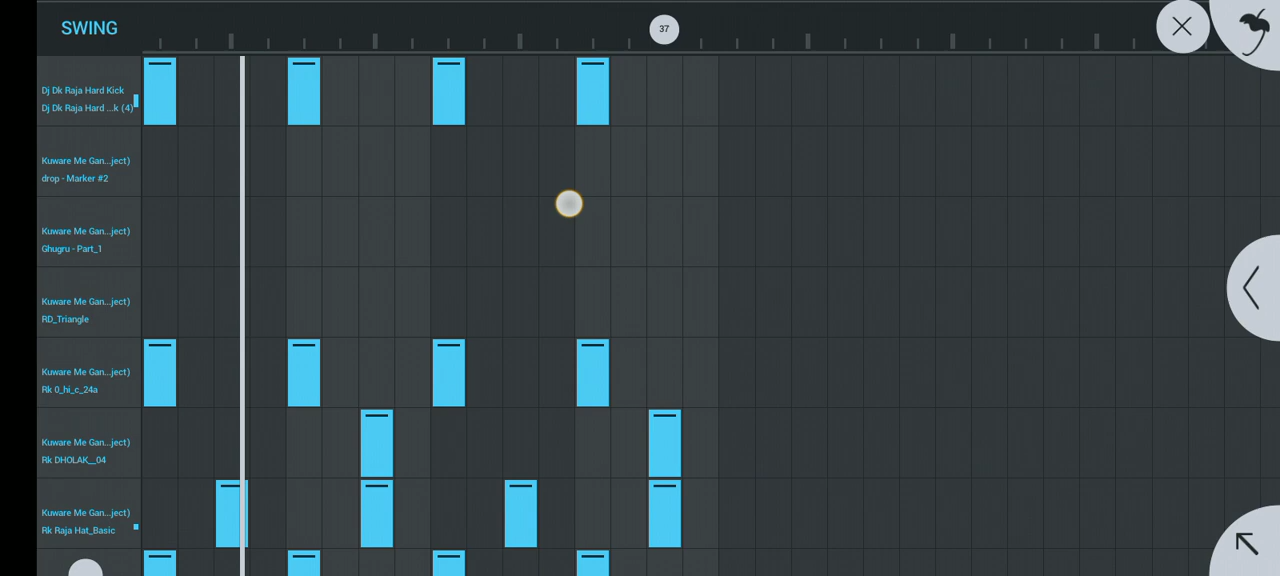 SWING
37
Dj Dk Raja Hard Kick
Dj Dk Raja Hard ...k (4)
Kuware Me Gan...ject)
drop - Marker #2
Kuware Me Gan...ject)
Ghugru - Part_1
Kuware Me Gan...ject)
RD_Triangle
Kuware Me Gan...ject)
Rk 0_hi_c_24a
Kuware Me Gan...ject)
Rk DHOLAK__04
Kuware Me Gan...ject)
Rk Raja Hat_Basic